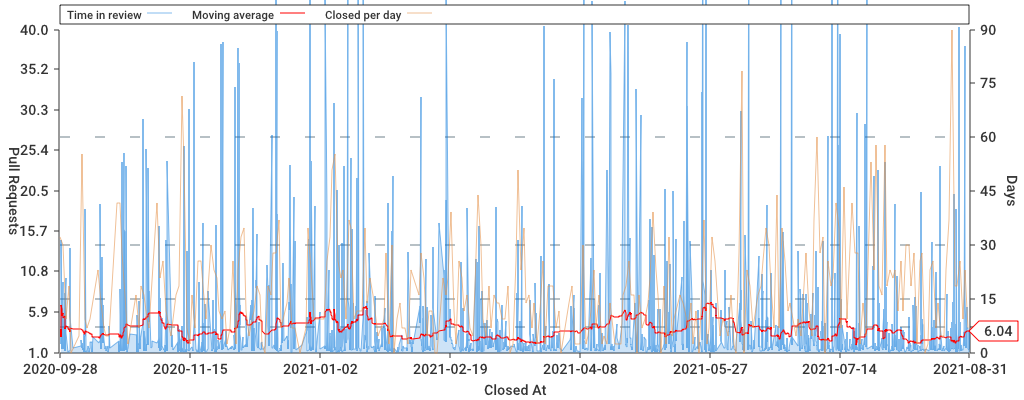 Time in review Moving average Closed per day
40.0 90
35.2 75
30.3 60
25.4
20.5 45
15.7 30
10.8
5.9 15
6.04
1.0 0
Pull Requests
Days
2020-09-28 2020-11-15 2021-01-02 2021-02-19 2021-04-08 2021-05-27 2021-07-14 2021-08-31
Closed At